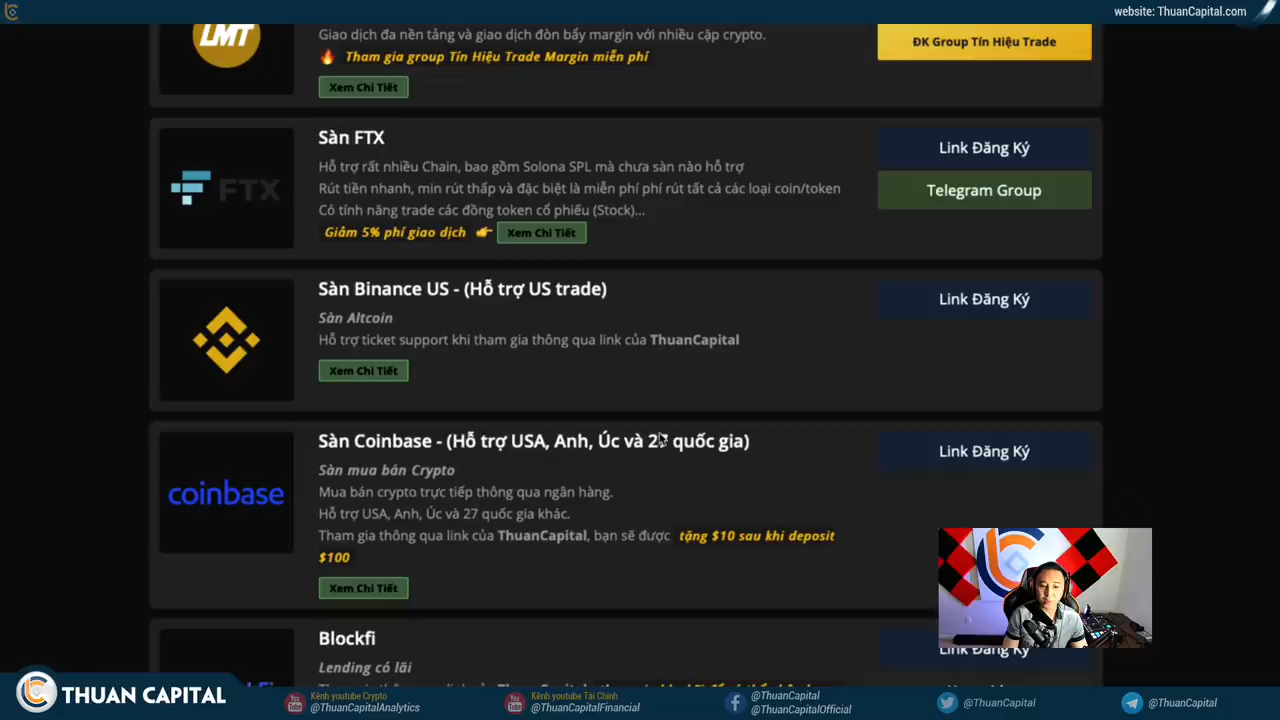 website: ThuanCapital.com
LMT
Giao dịch đa nền tảng và giao dịch đòn bẩy margin với nhiều cặp crypto.
Tham gia group Tín Hiệu Trade Margin miễn phí
Xem Chi Tiết
ĐK Group Tín Hiệu Trade
FTX
Sàn FTX
Hỗ trợ rất nhiều Chain, bao gồm Solona SPL mà chưa sàn nào hỗ trợ
Rút tiền nhanh, min rút thấp và đặc biệt là miễn phí phí rút tất cả các loại coin/token
Có tính năng trade các đồng token cổ phiếu (Stock)...
Giảm 5% phí giao dịch Xem Chi Tiết
Link Đăng Ký
Telegram Group
Sàn Binance US - (Hỗ trợ US trade)
Sàn Altcoin
Hỗ trợ ticket support khi tham gia thông qua link của ThuanCapital
Xem Chi Tiết
Link Đăng Ký
coinbase
Sàn Coinbase - (Hỗ trợ USA, Anh, Úc và quốc gia)
Sàn mua bán Crypto
Mua bán crypto trực tiếp thông qua ngân hàng.
Hỗ trợ USA, Anh, Úc và 27 quốc gia khác.
Tham gia thông qua link của ThuanCapital, bạn sẽ được tặng $10 sau khi deposit
$100
Xem Chi Tiết
Link Đăng Ký
Blockfi
Lending có lãi
Link Đăng Ký
THUAN CAPITAL
Kênh youtube Crypto
@ThuanCapitalAnalytics
Kênh youtube Tài Chính
@ThuanCapitalFinancial
@ThuanCapital
@ThuanCapitalOfficial
@ThuanCapital
@ThuanCapital